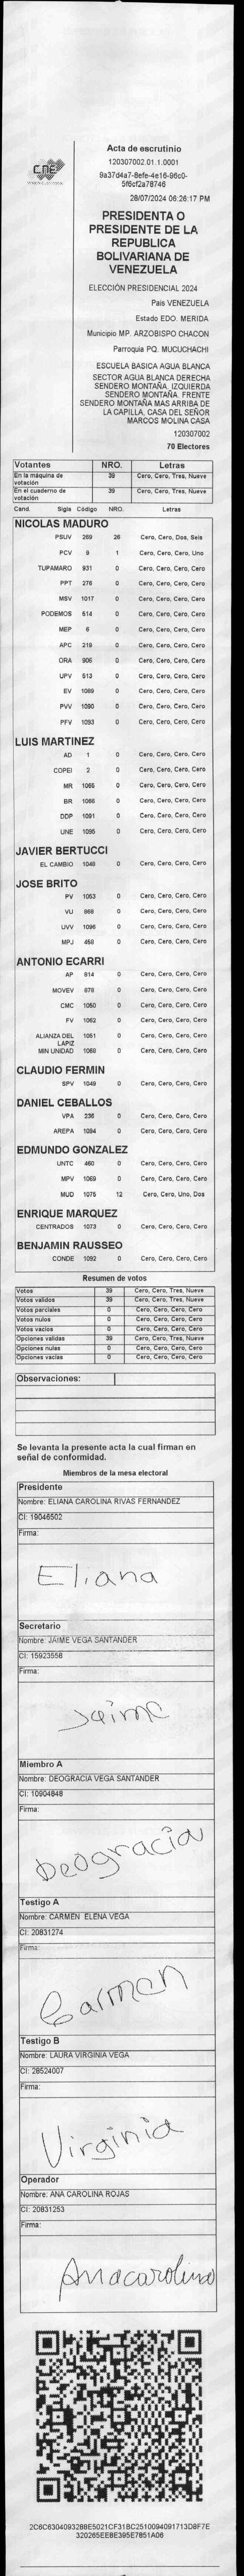 CNE
Acta de escrutinio
120307002.01.1.0001
9a37d4a7-8efe-4e16-96c0-
5f6cf2a78746
28/07/2024 06:26:17 PM
PRESIDENTA O
PRESIDENTE DE LA
REPUBLICA
BOLIVARIANA DE
VENEZUELA
ELECCIÓN PRESIDENCIAL 2024
País VENEZUELA
Estado EDO. MERIDA
Municipio MP. ARZOBISPO CHACON
Parroquia PQ. MUCUCHACHI
ESCUELA BASICA AGUA BLANCA
SECTOR AGUA BLANCA DERECHA
SENDERO MONTAÑA. IZQUIERDA
SENDERO MONTAÑA. FRENTE
SENDERO MONTAÑA MAS ARRIBA DE
LA CAPILLA, CASA DEL SEÑOR
MARCOS MOLINA CASA
120307002
70 Electores
Votantes NRO. Letras
En la máquina de votación 39 Cero, Cero, Tres, Nueve
En el cuaderno de votación 39 Cero, Cero, Tres, Nueve
Cand. Sigla Código NRO. Letras
NICOLAS MADURO
PSUV 269 26 Cero, Cero, Dos, Seis
PCV 9 1 Cero, Cero, Cero, Uno
TUPAMARO 931 0 Cero, Cero, Cero, Cero
PPT 276 0 Cero, Cero, Cero, Cero
MSV 1017 0 Cero, Cero, Cero, Cero
PODEMOS 514 0 Cero, Cero, Cero, Cero
MEP 6 0 Cero, Cero, Cero, Cero
APC 219 0 Cero, Cero, Cero, Cero
ORA 906 0 Cero, Cero, Cero, Cero
UPV 513 0 Cero, Cero, Cero, Cero
EV 1089 0 Cero, Cero, Cero, Cero
PVV 1090 0 Cero, Cero, Cero, Cero
PFV 1093 0 Cero, Cero, Cero, Cero
LUIS MARTINEZ
AD 1 0 Cero, Cero, Cero, Cero
COPEI 2 0 Cero, Cero, Cero, Cero
MR 1065 0 Cero, Cero, Cero, Cero
BR 1066 0 Cero, Cero, Cero, Cero
DDP 1091 0 Cero, Cero, Cero, Cero
UNE 1095 0 Cero, Cero, Cero, Cero
JAVIER BERTUCCI
EL CAMBIO 1048 0 Cero, Cero, Cero, Cero
JOSE BRITO
PV 1053 0 Cero, Cero, Cero, Cero
VU 868 0 Cero, Cero, Cero, Cero
UVV 1096 0 Cero, Cero, Cero, Cero
MPJ 458 0 Cero, Cero, Cero, Cero
ANTONIO ECARRI
AP 814 0 Cero, Cero, Cero, Cero
MOVEV 878 0 Cero, Cero, Cero, Cero
CMC 1050 0 Cero, Cero, Cero, Cero
FV 1062 0 Cero, Cero, Cero, Cero
ALIANZA DEL LAPIZ 1051 0 Cero, Cero, Cero, Cero
MIN UNIDAD 1068 0 Cero, Cero, Cero, Cero
CLAUDIO FERMIN
SPV 1049 0 Cero, Cero, Cero, Cero
DANIEL CEBALLOS
VPA 236 0 Cero, Cero, Cero, Cero
AREPA 1094 0 Cero, Cero, Cero, Cero
EDMUNDO GONZALEZ
UNTC 460 0 Cero, Cero, Cero, Cero
MPV 1069 0 Cero, Cero, Cero, Cero
MUD 1075 12 Cero, Cero, Uno, Dos
ENRIQUE MARQUEZ
CENTRADOS 1073 0 Cero, Cero, Cero, Cero
BENJAMIN RAUSSEO
CONDE 1092 0 Cero, Cero, Cero, Cero
Resumen de votos
Votos 39 Cero, Cero, Tres, Nueve
Votos validos 39 Cero, Cero, Tres, Nueve
Votos parciales 0 Cero, Cero, Cero, Cero
Votos nulos 0 Cero, Cero, Cero, Cero
Votos vacios 0 Cero, Cero, Cero, Cero
Opciones validas 39 Cero, Cero, Tres, Nueve
Opciones nulas 0 Cero, Cero, Cero, Cero
Opciones vacias 0 Cero, Cero, Cero, Cero
Observaciones:
Se levanta la presente acta la cual firman en
señal de conformidad.
Miembros de la mesa electoral
Presidente
Nombre: ELIANA CAROLINA RIVAS FERNANDEZ
CI: 19046502
Firma:
Eliana
Secretario
Nombre: JAIME VEGA SANTANDER
CI: 15923558
Firma:
Jaime
Miembro A
Nombre: DEOGRACIA VEGA SANTANDER
CI: 10904848
Firma:
Deogracia
Testigo A
Nombre: CARMEN ELENA VEGA
CI: 20831274
Firma:
Carmen
Testigo B
Nombre: LAURA VIRGINIA VEGA
CI: 28524007
Firma:
Virginia
Operador
Nombre: ANA CAROLINA ROJAS
CI: 20831253
Firma:
Anacarolina
2C6C6304093288E5021CF31BC2510094091713D8F7E
320265EE8E395E7851A06